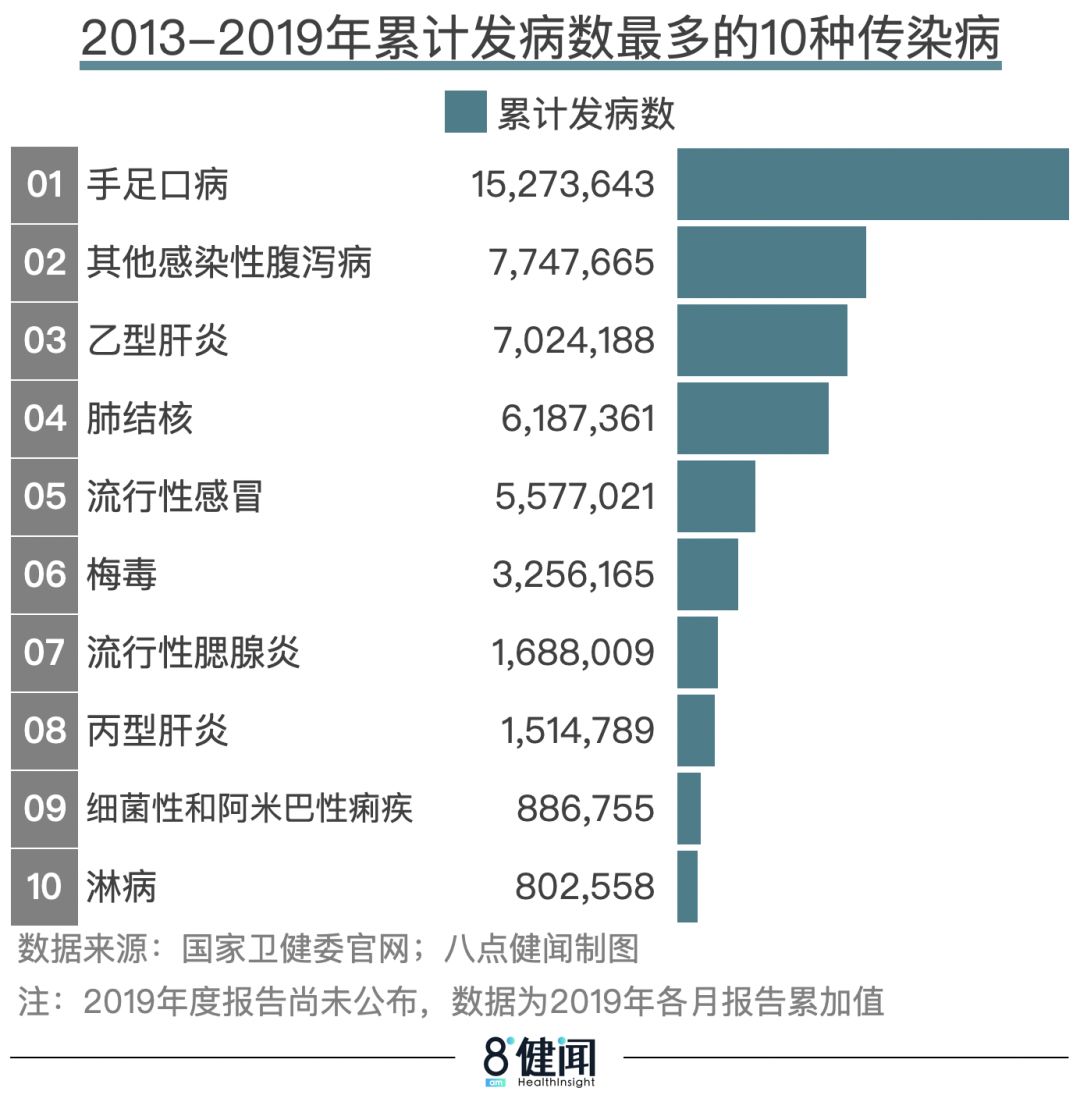 2013-2019年累计发病数最多的10种传染病
累计发病数
01 手足口病 15,273,643
02 其他感染性腹泻病 7,747,665
03 乙型肝炎 7,024,188
04 肺结核 6,187,361
05 流行性感冒 5,577,021
06 梅毒 3,256,165
07 流行性腮腺炎 1,688,009
08 丙型肝炎 1,514,789
09 细菌性和阿米巴性痢疾 886,755
10 淋病 802,558
数据来源：国家卫健委官网；八点健闻制图
注：2019年度报告尚未公布，数据为2019年各月报告累加值
8 健闻
am HealthInsight